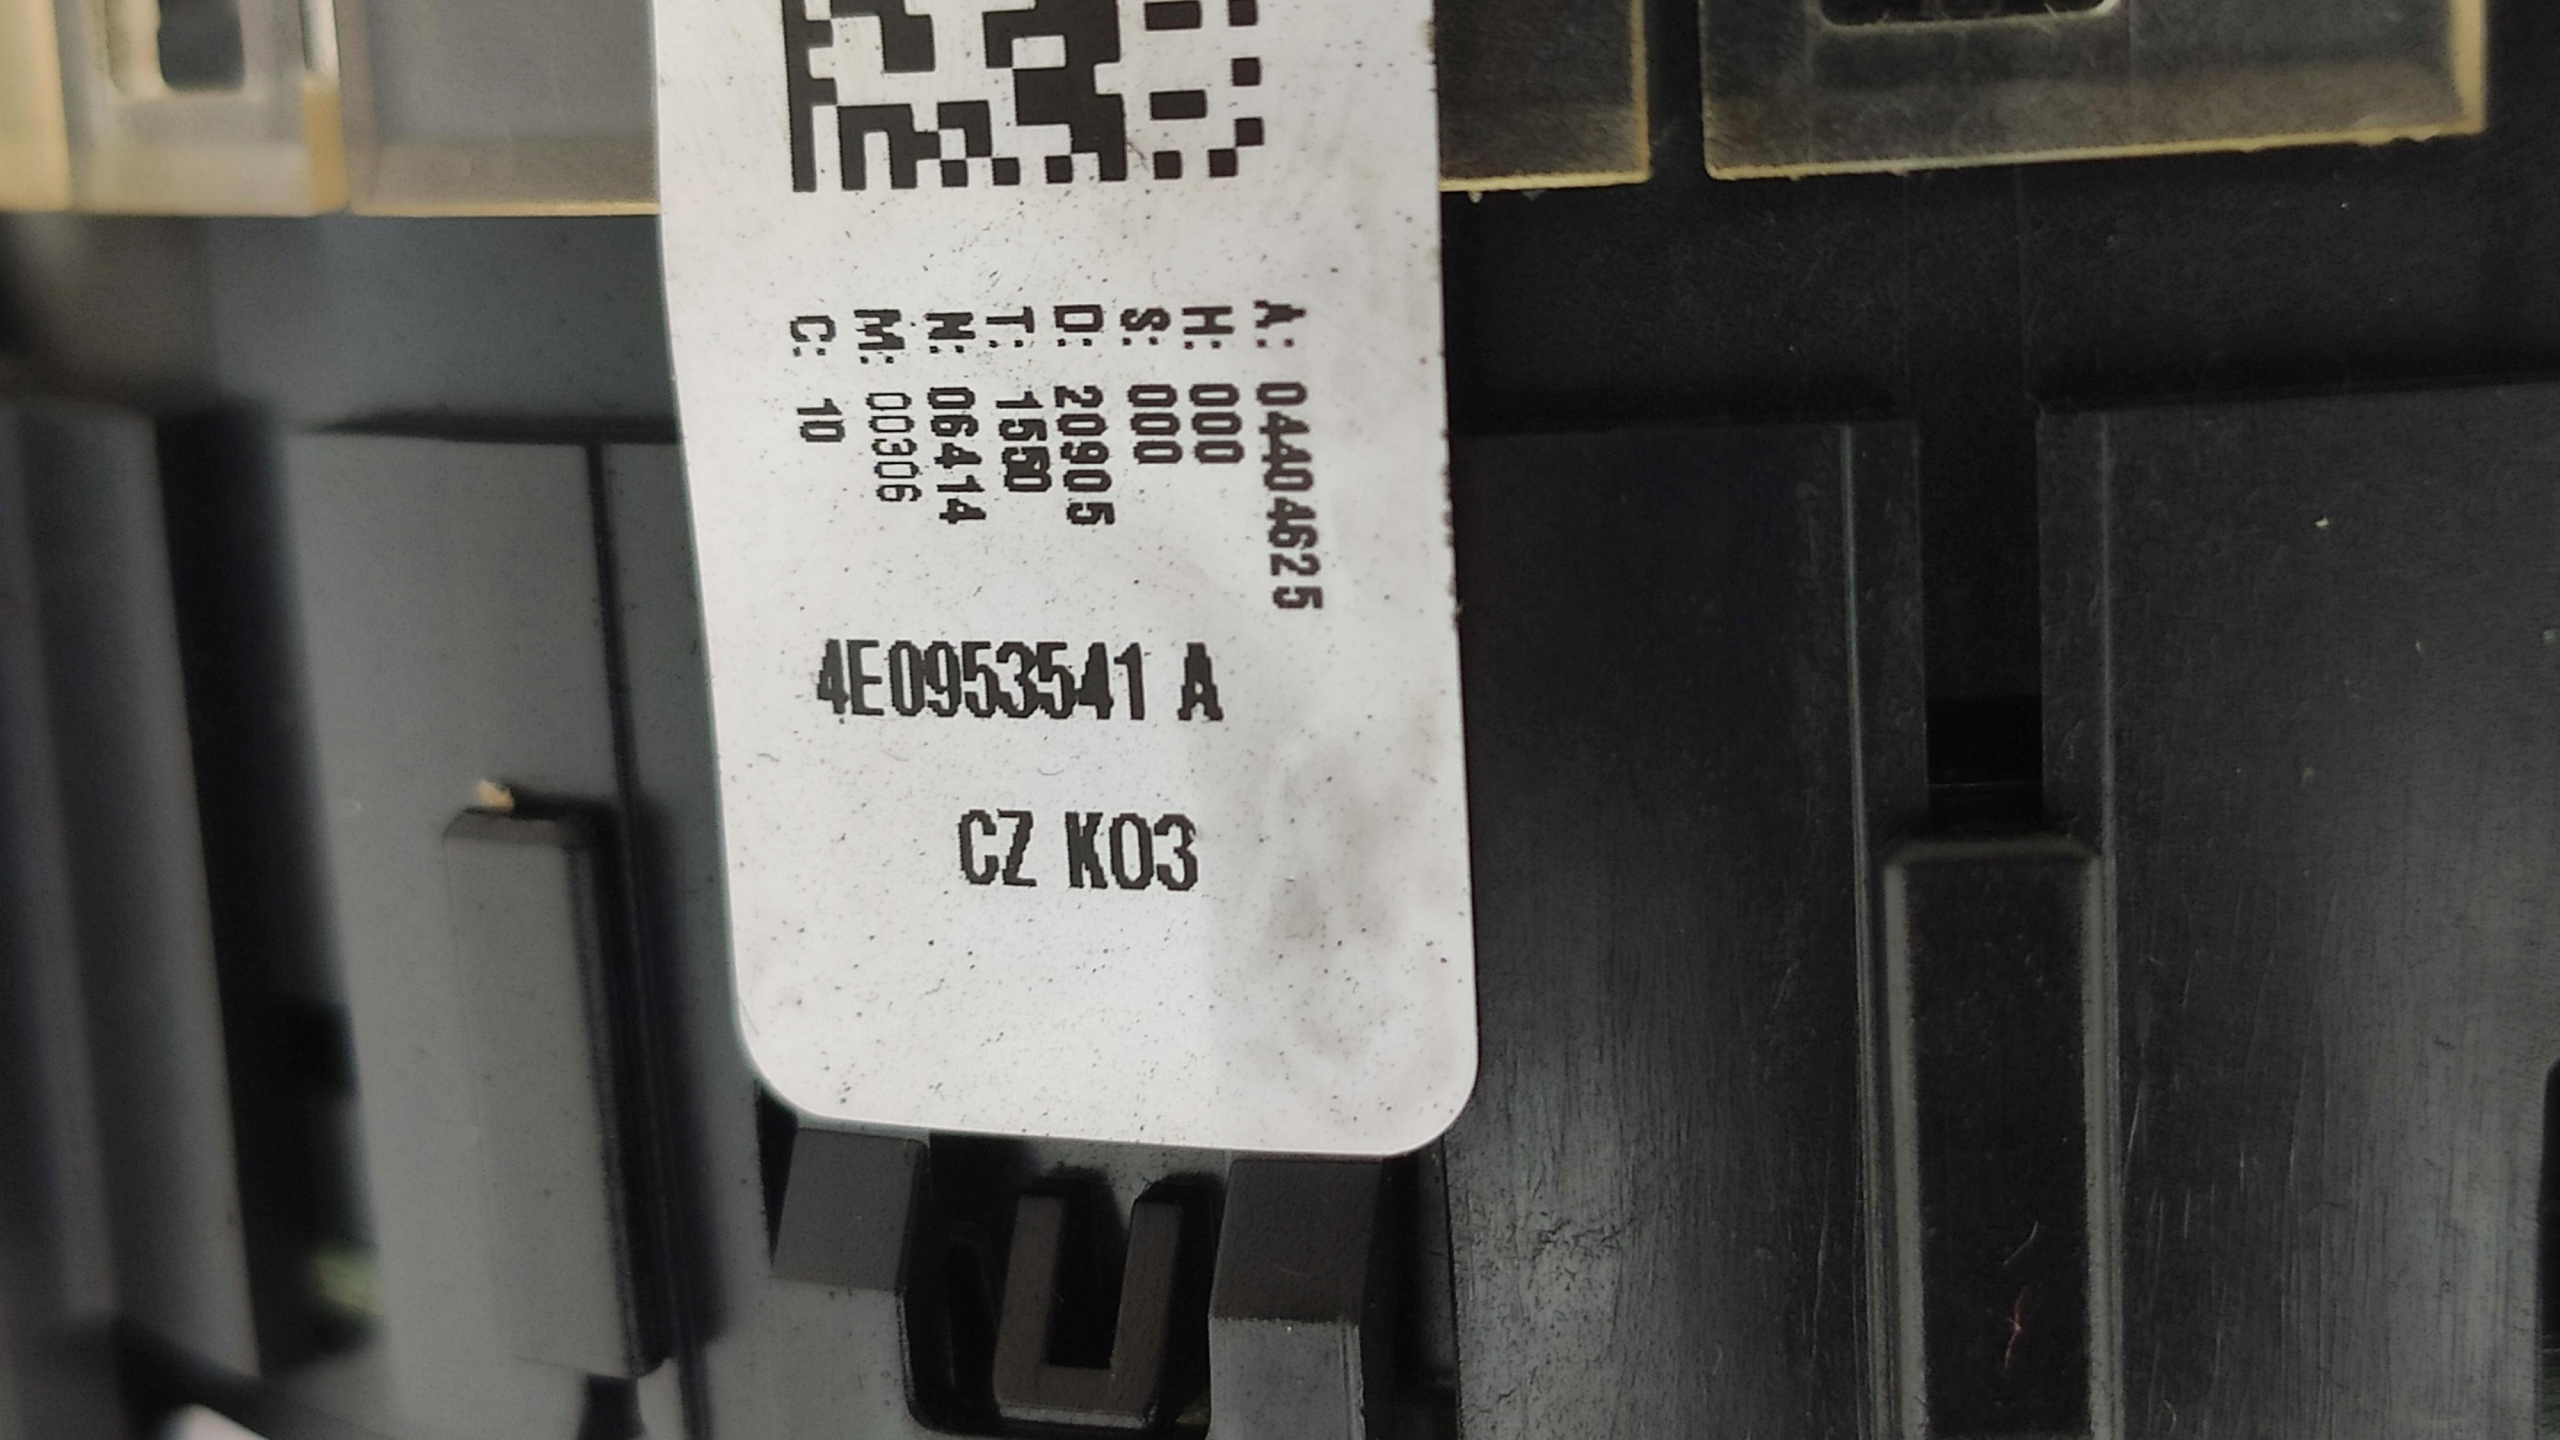 A: 04404625
H: 000
S: 000
D: 20905
T: 1550
N: 06414
M: 00306
C: 10
4E0953541 A
CZ K03